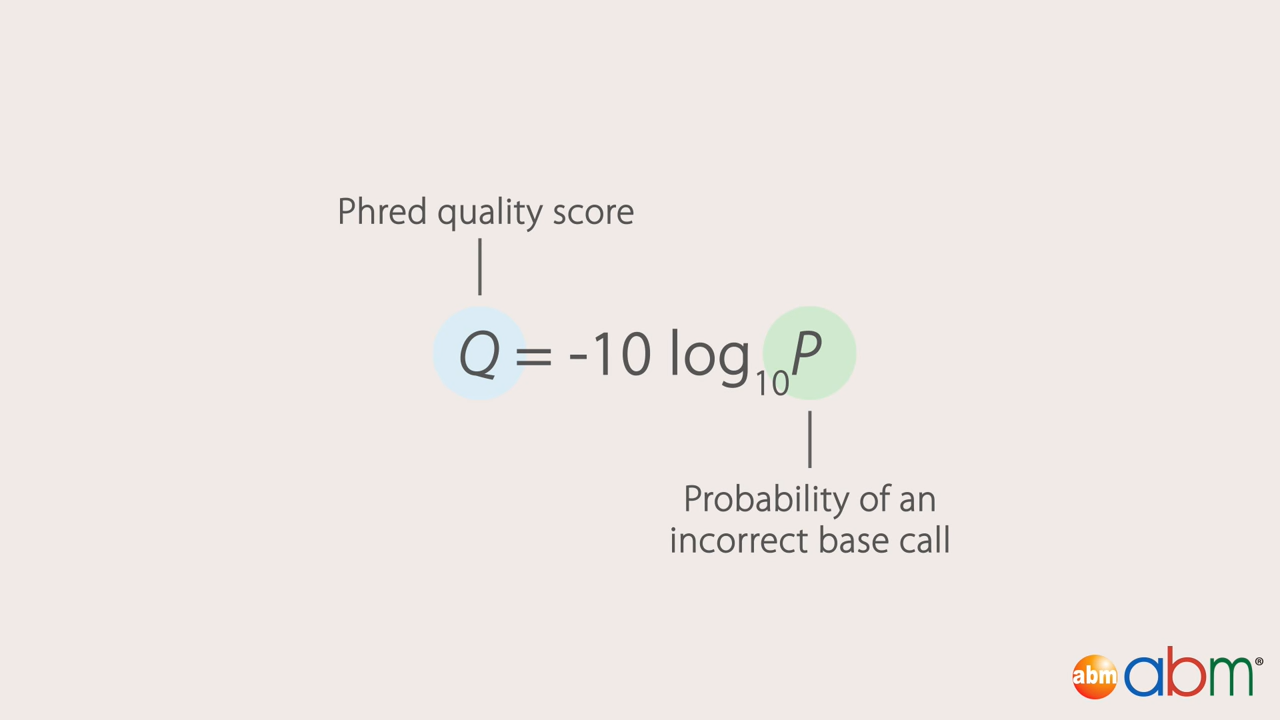 Phred quality score
Q = -10 log₁₀P
Probability of an
incorrect base call
abm abm®